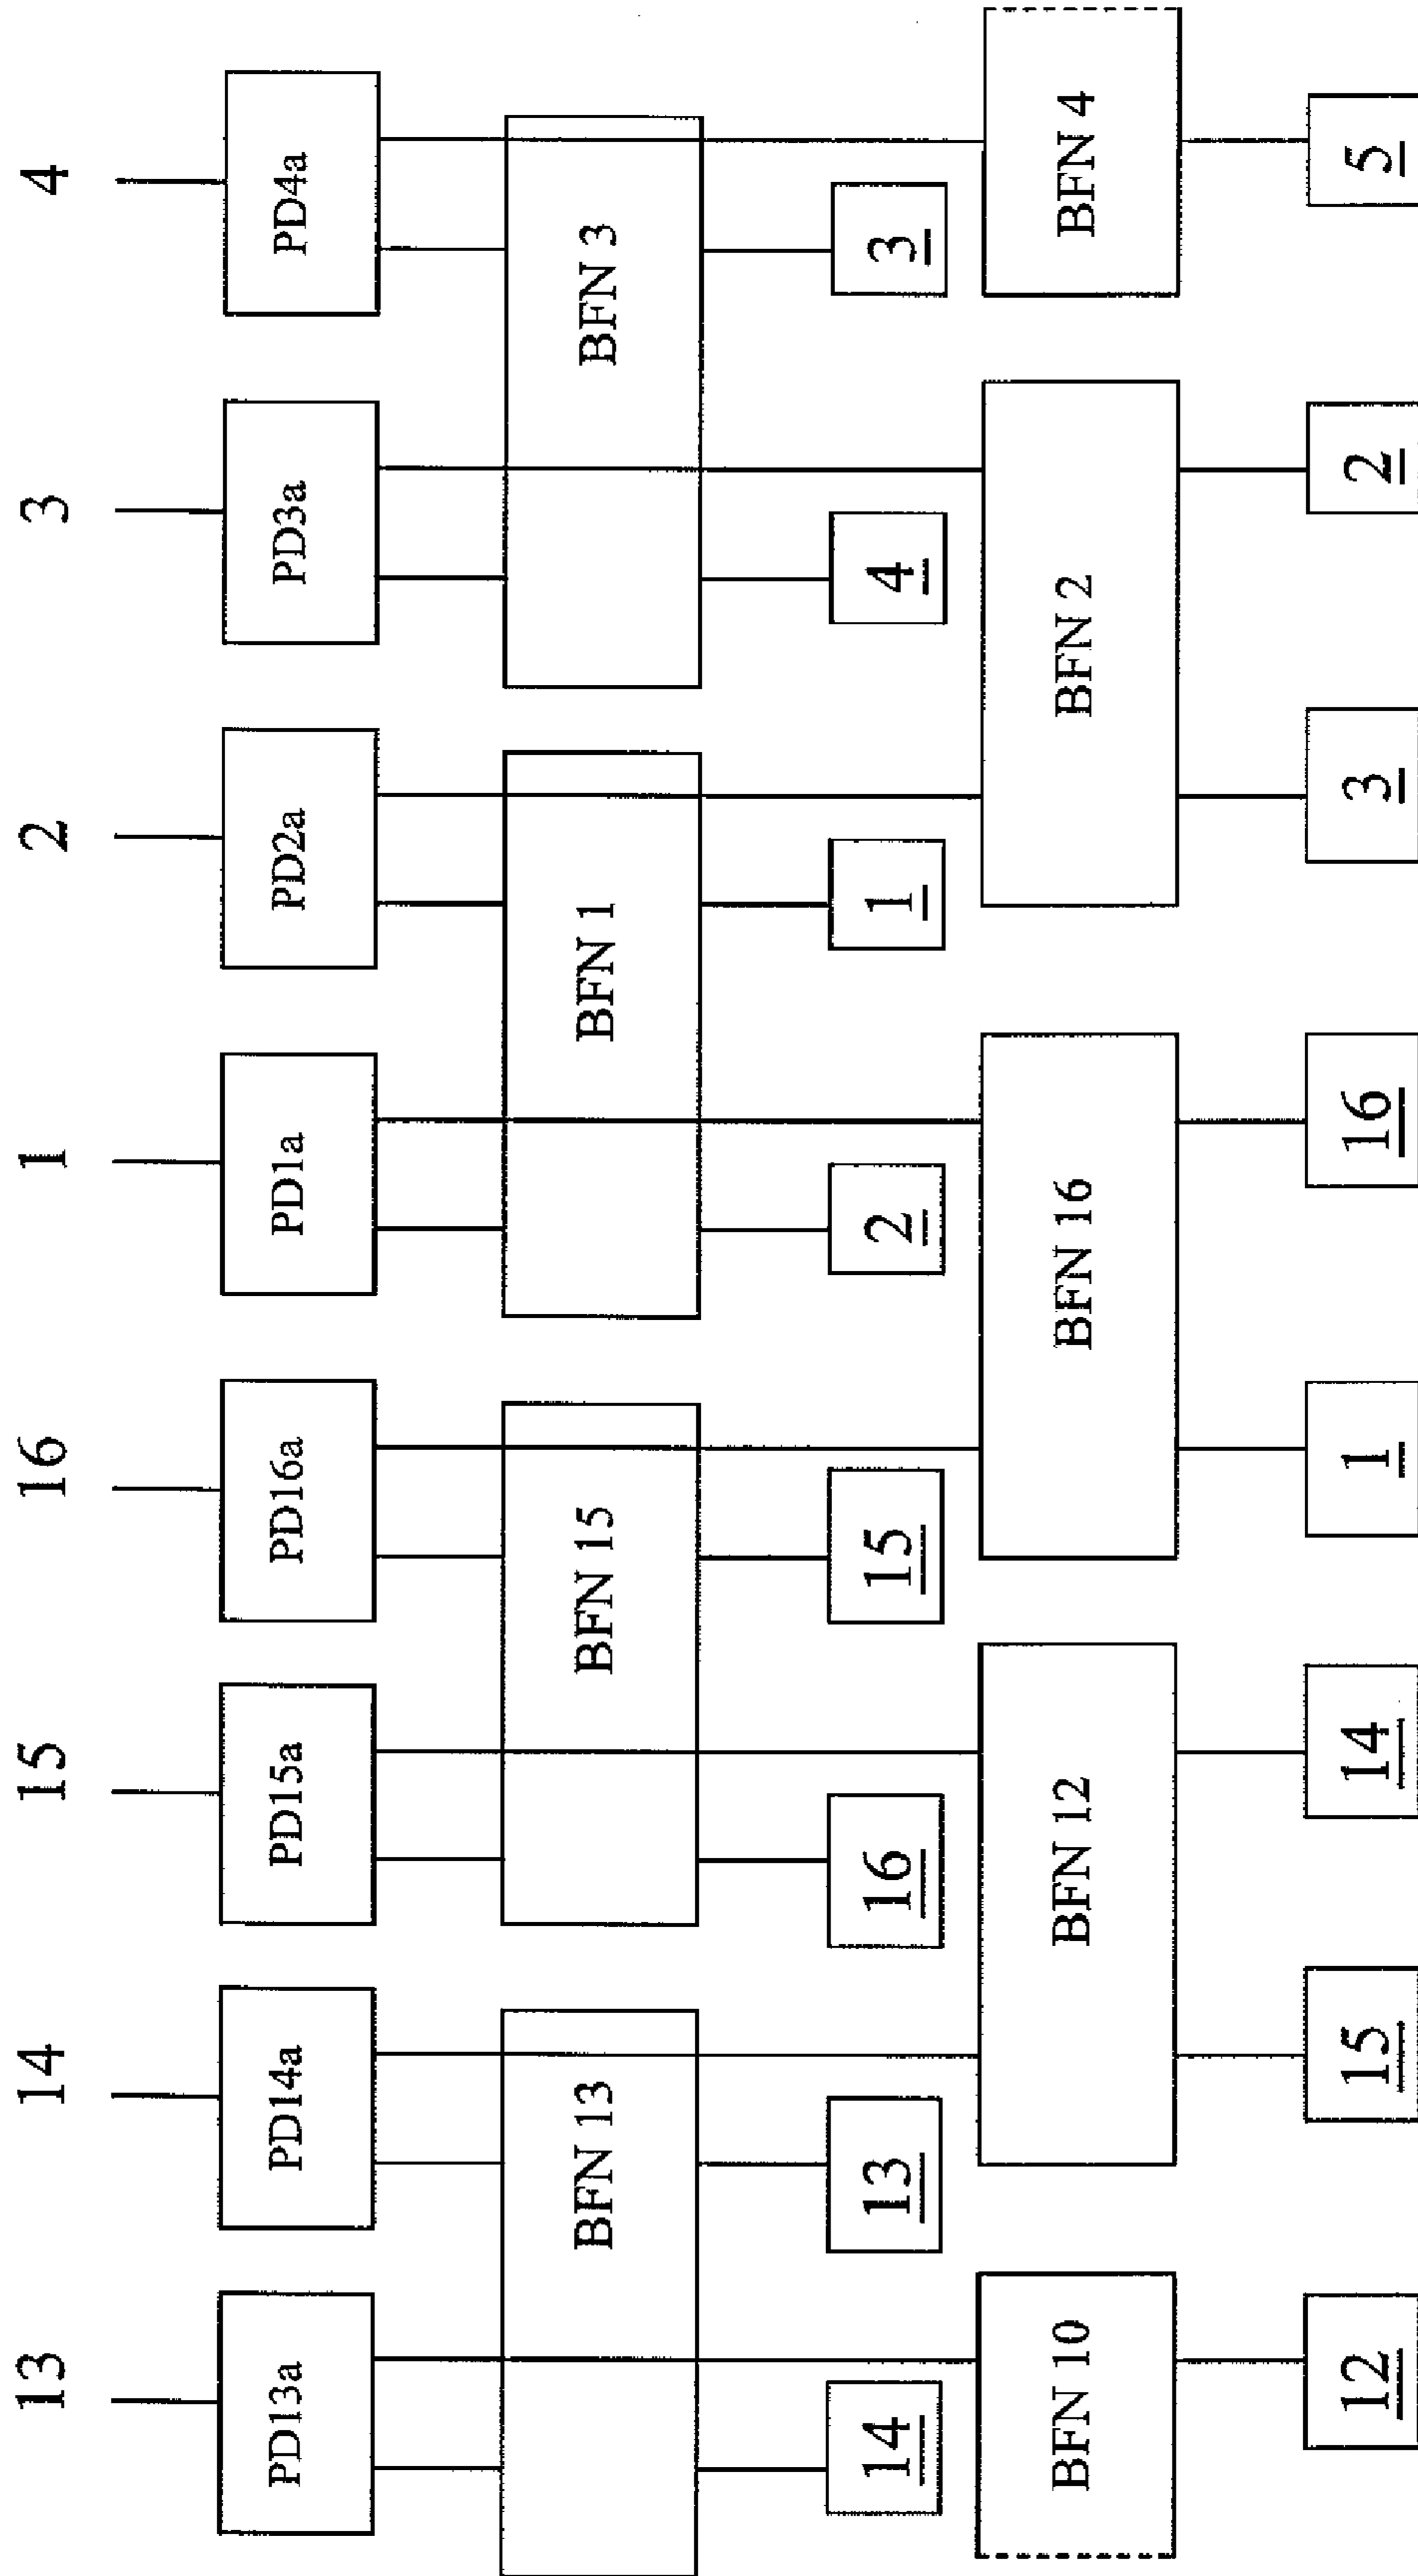 13 14 15 16 1 2 3 4
PD13a PD14a PD15a PD16a PD1a PD2a PD3a PD4a
BFN 13 BFN 15 BFN 1 BFN 3
14 13 16 15 2 1 4 3
BFN 10 BFN 12 BFN 16 BFN 2 BFN 4
12 15 14 1 16 3 2 5